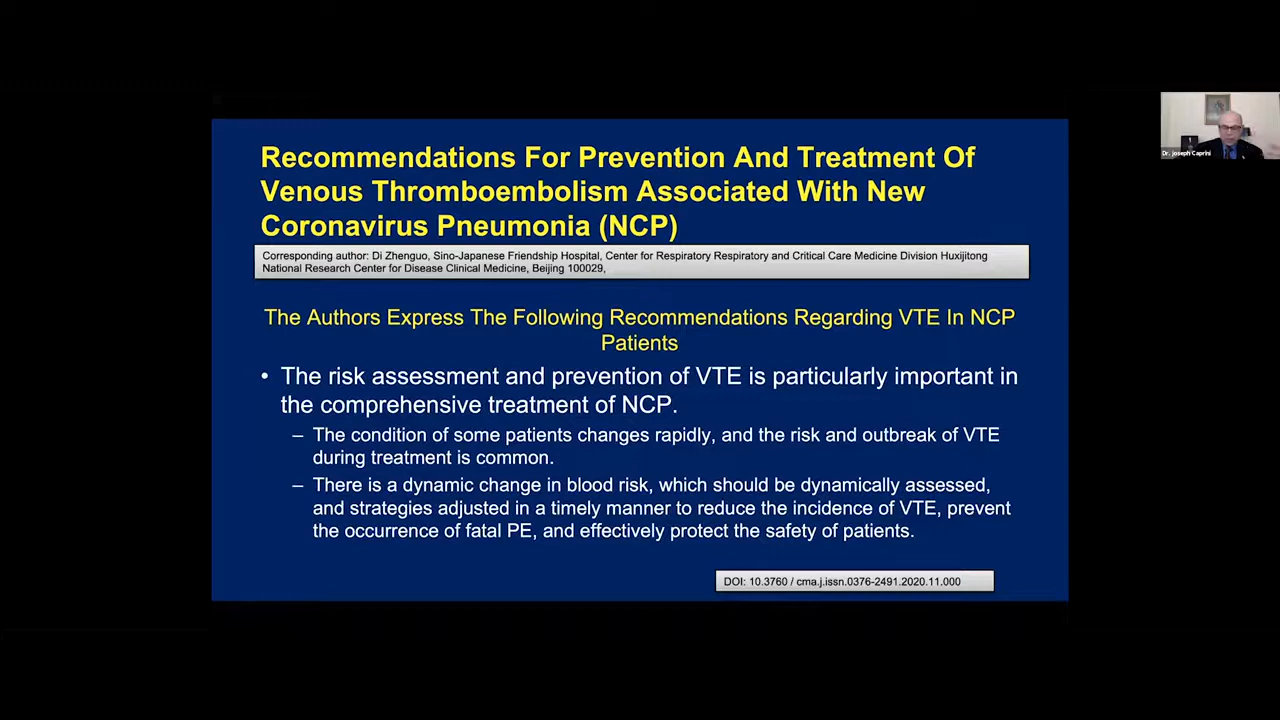 Recommendations For Prevention And Treatment Of
Venous Thromboembolism Associated With New
Coronavirus Pneumonia (NCP)
Corresponding author: Di Zhenguo, Sino-Japanese Friendship Hospital, Center for Respiratory Respiratory and Critical Care Medicine Division Huxijitong
National Research Center for Disease Clinical Medicine, Beijing 100029,
The Authors Express The Following Recommendations Regarding VTE In NCP
Patients
• The risk assessment and prevention of VTE is particularly important in
the comprehensive treatment of NCP.
– The condition of some patients changes rapidly, and the risk and outbreak of VTE
during treatment is common.
– There is a dynamic change in blood risk, which should be dynamically assessed,
and strategies adjusted in a timely manner to reduce the incidence of VTE, prevent
the occurrence of fatal PE, and effectively protect the safety of patients.
DOI: 10.3760 / cma.j.issn.0376-2491.2020.11.000
Dr. joseph Caprini